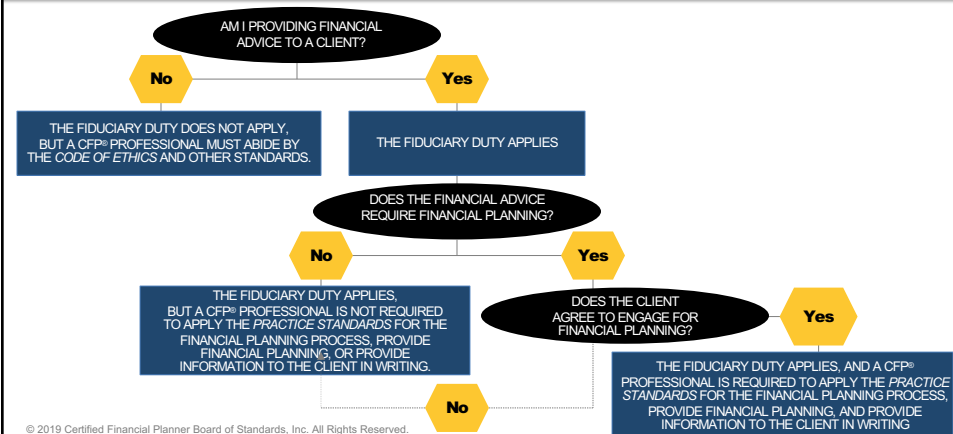 AM I PROVIDING FINANCIAL
ADVICE TO A CLIENT?
No
Yes
THE FIDUCIARY DUTY DOES NOT APPLY,
BUT A CFP® PROFESSIONAL MUST ABIDE BY
THE CODE OF ETHICS AND OTHER STANDARDS.
THE FIDUCIARY DUTY APPLIES
DOES THE FINANCIAL ADVICE
REQUIRE FINANCIAL PLANNING?
No
Yes
THE FIDUCIARY DUTY APPLIES,
BUT A CFP® PROFESSIONAL IS NOT REQUIRED
TO APPLY THE PRACTICE STANDARDS FOR THE
FINANCIAL PLANNING PROCESS, PROVIDE
FINANCIAL PLANNING, OR PROVIDE
INFORMATION TO THE CLIENT IN WRITING.
DOES THE CLIENT
AGREE TO ENGAGE FOR
FINANCIAL PLANNING?
Yes
No
THE FIDUCIARY DUTY APPLIES, AND A CFP®
PROFESSIONAL IS REQUIRED TO APPLY THE PRACTICE
STANDARDS FOR THE FINANCIAL PLANNING PROCESS,
PROVIDE FINANCIAL PLANNING, AND PROVIDE
INFORMATION TO THE CLIENT IN WRITING
© 2019 Certified Financial Planner Board of Standards, Inc. All Rights Reserved.